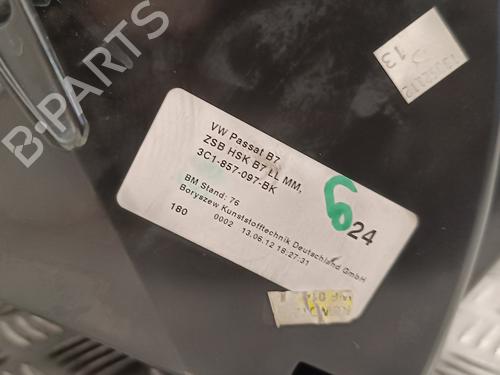 VW Passat B7
ZSB HSK B7 LL MM.
3C1-857-097-BK
BM Stand: 76
Boryszew Kunststofftechnik Deutschland GmbH
0002 13.06.12 18:27:31
180
24
6
13
B-PARTS